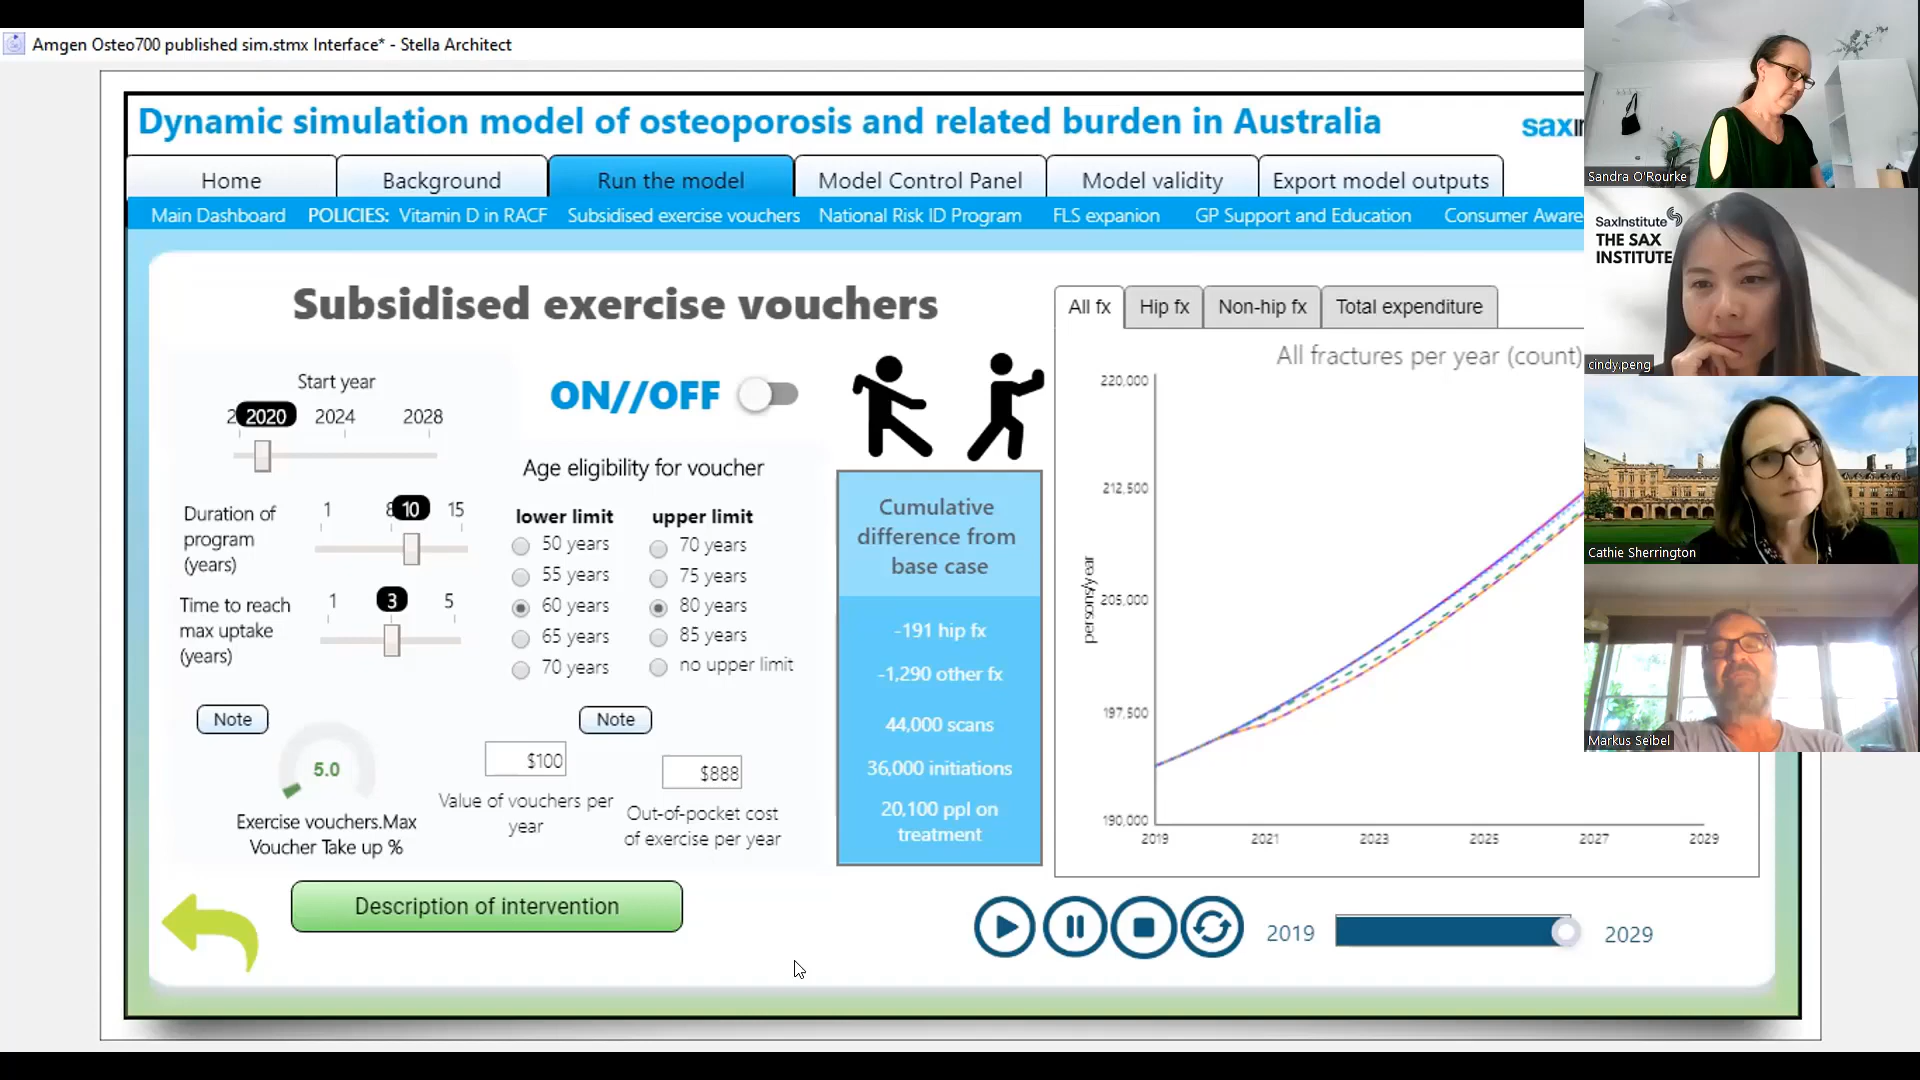 Amgen Osteo700 published sim.stmx Interface* - Stella Architect
Dynamic simulation model of osteoporosis and related burden in Australia
Home
Background
Run the model
Model Control Panel
Model validity
Export model outputs
Main Dashboard
POLICIES:
Vitamin D in RACF
Subsidised exercise vouchers
National Risk ID Program
FLS expanion
GP Support and Education
Consumer Aware
Subsidised exercise vouchers
Start year
2020
2024
2028
ON//OFF
Duration of
program
(years)
1
8
10
15
Time to reach
max uptake
(years)
1
3
5
Age eligibility for voucher
lower limit
50 years
55 years
60 years
65 years
70 years
upper limit
70 years
75 years
80 years
85 years
no upper limit
Note
Note
5.0
Exercise vouchers.Max
Voucher Take up %
$100
Value of vouchers per
year
$888
Out-of-pocket cost
of exercise per year
Description of intervention
Cumulative
difference from
base case
-191 hip fx
-1,290 other fx
44,000 scans
36,000 initiations
20,100 ppl on
treatment
All fx
Hip fx
Non-hip fx
Total expenditure
All fractures per year (count)
persons/year
220,000
212,500
205,000
197,500
190,000
2019
2021
2023
2025
2027
2029
2019
2029
Sandra O'Rourke
SaxInstitute
THE SAX
INSTITUTE
cindy.peng
Cathie Sherrington
Markus Seibel